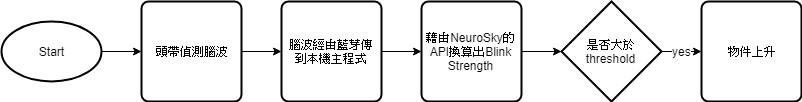 Start
頭帶偵測腦波
腦波經由藍芽傳
到本機主程式
藉由NeuroSky的
API換算出Blink
Strength
是否大於
threshold
yes
物件上升